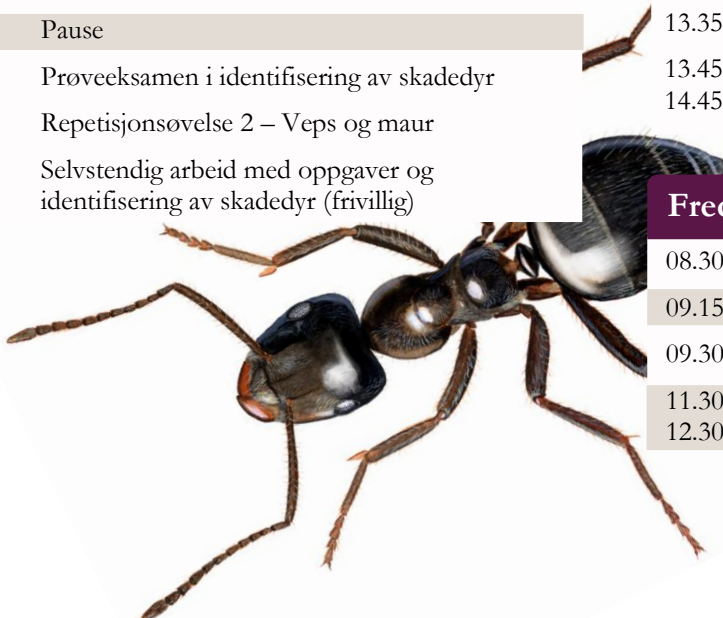 Pause
Prøveeksamen i identifisering av skadedyr
Repetisjonsøvelse 2 – Veps og maur
Selvstendig arbeid med oppgaver og
identifisering av skadedyr (frivillig)
13.35
13.45
14.45
08.30
09.15
09.30
11.30
12.30